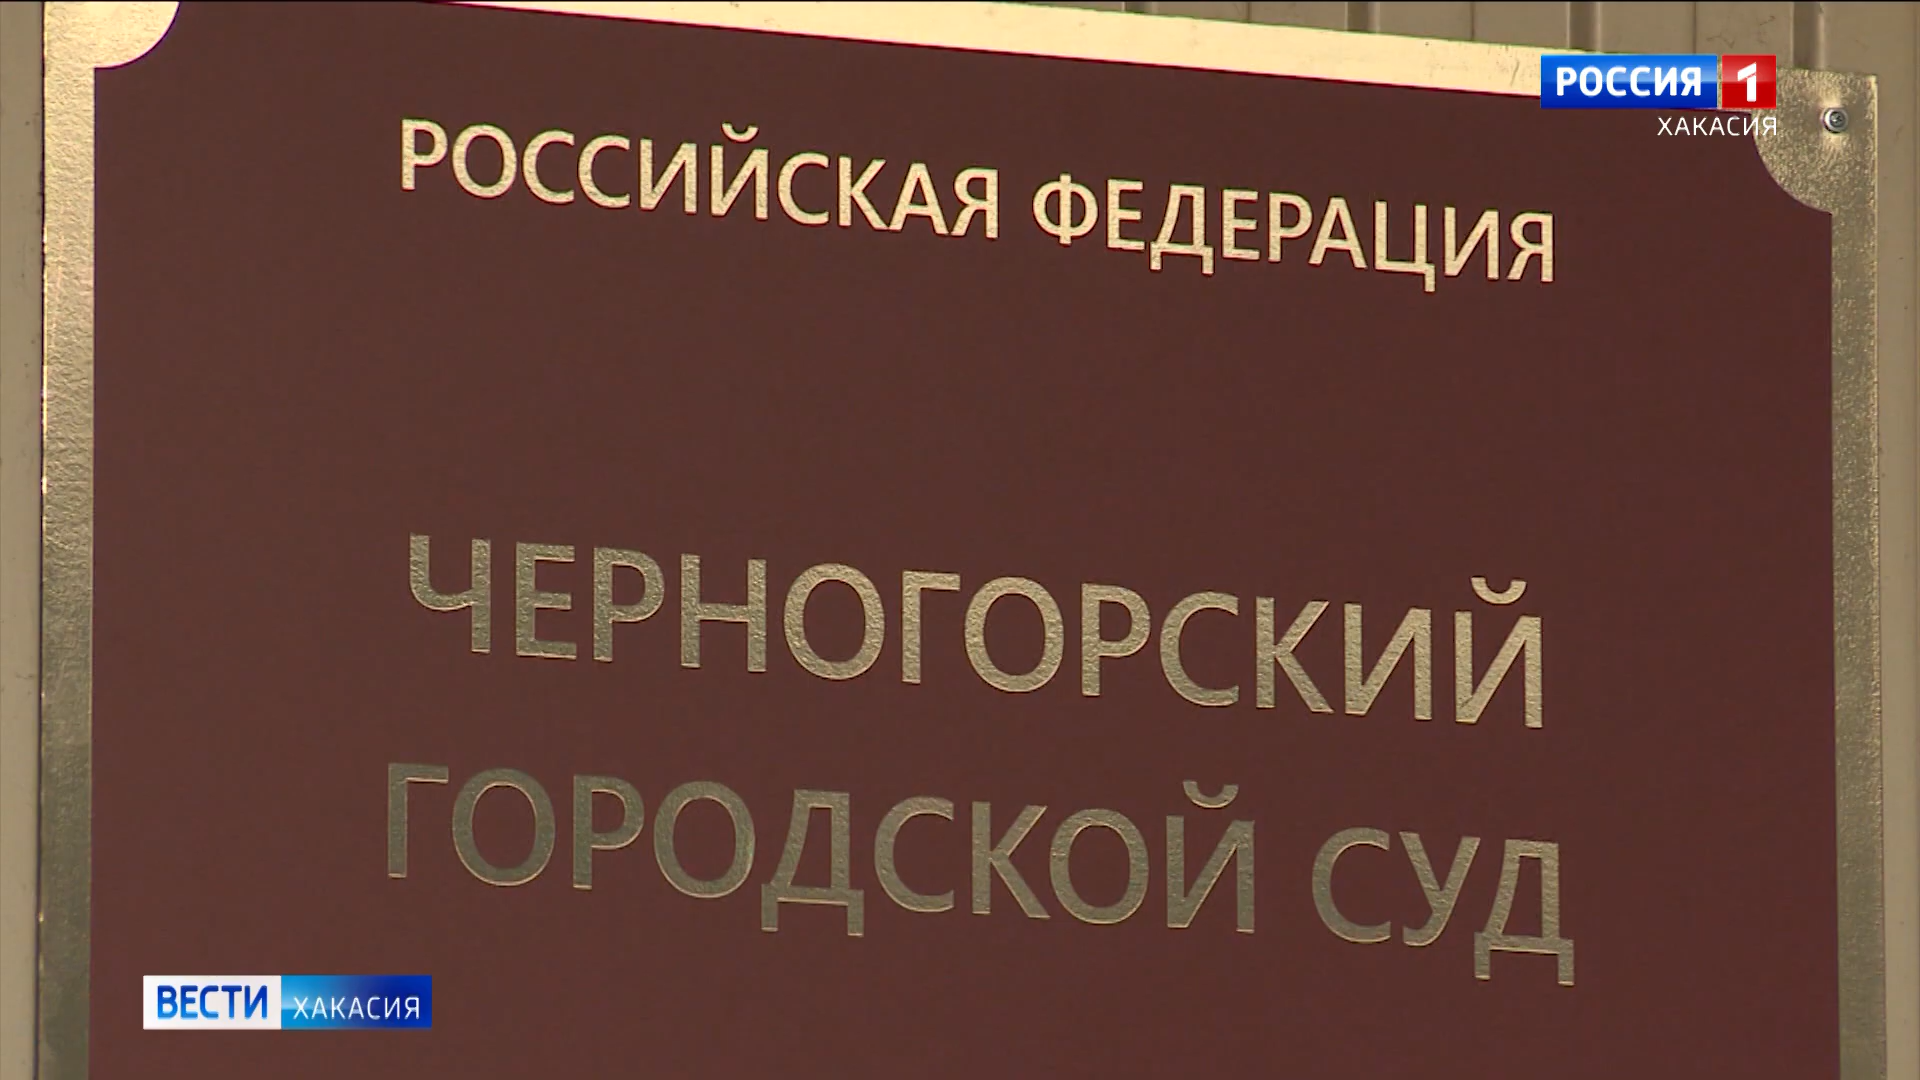 РОССИЯ 1
ХАКАСИЯ
РОССИЙСКАЯ ФЕДЕРАЦИЯ
ЧЕРНОГОРСКИЙ
ГОРОДСКОЙ СУД
ВЕСТИ ХАКАСИЯ